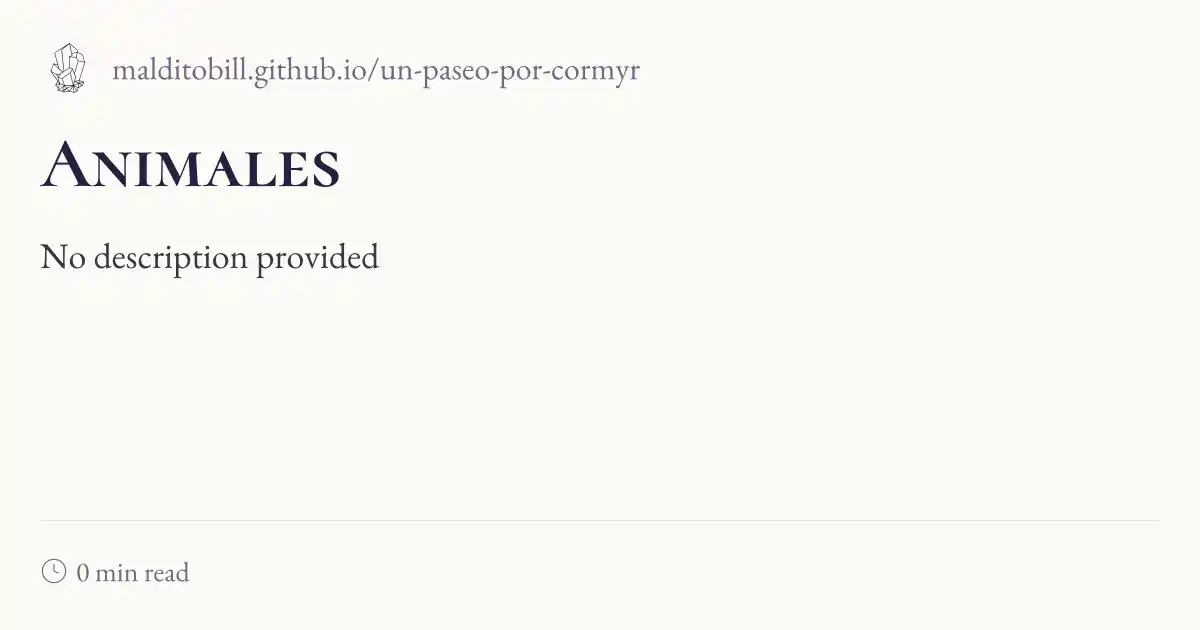 malditobill.github.io/un-paseo-por-cormyr
Animales
No description provided
0 min read